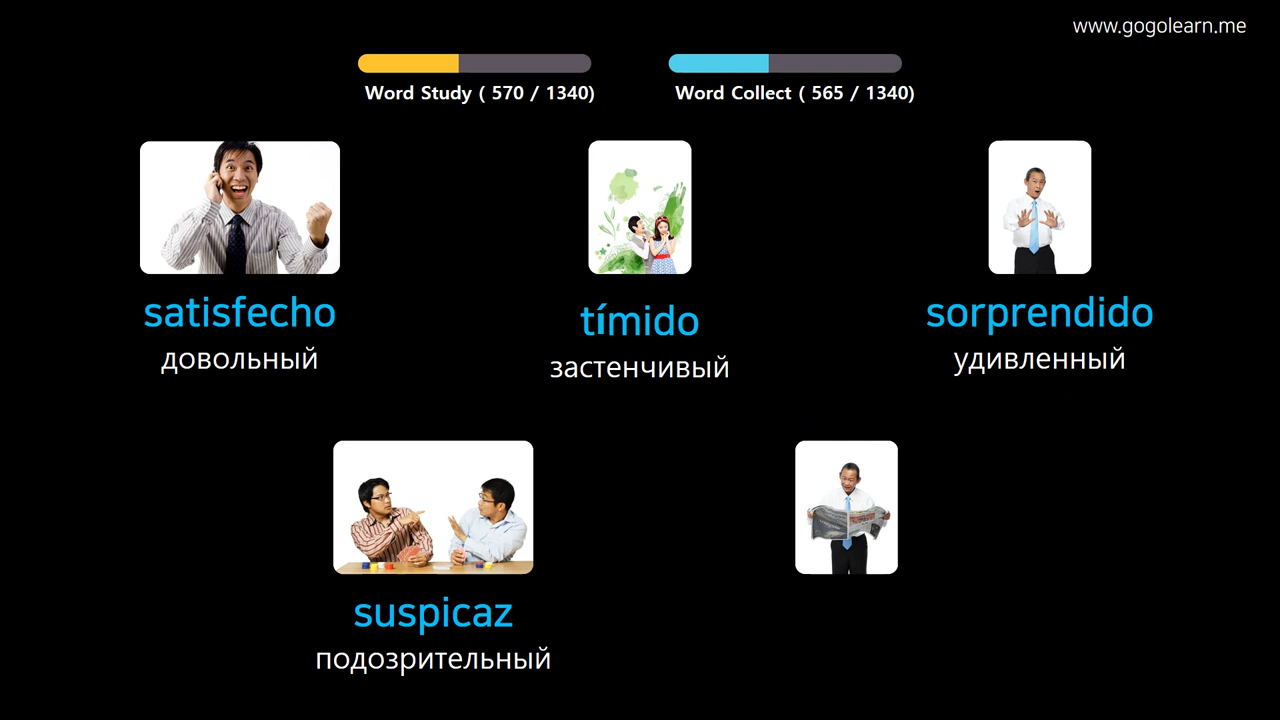 www.gogolearn.me
Word Study ( 570 / 1340)
Word Collect ( 565 / 1340)
satisfecho
довольный
tímido
застенчивый
sorprendido
удивленный
suspicaz
подозрительный